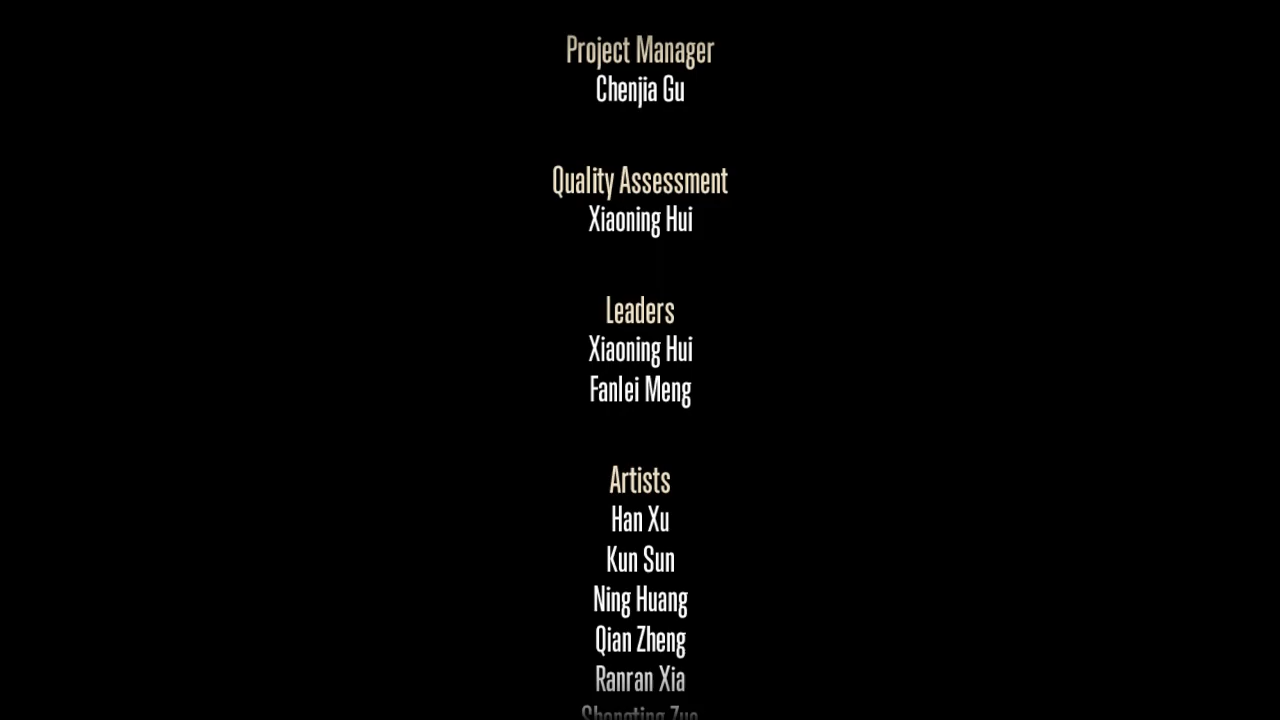 Project Manager
Chenjia Gu
Quality Assessment
Xiaoning Hui
Leaders
Xiaoning Hui
Fanlei Meng
Artists
Han Xu
Kun Sun
Ning Huang
Qian Zheng
Ranran Xia